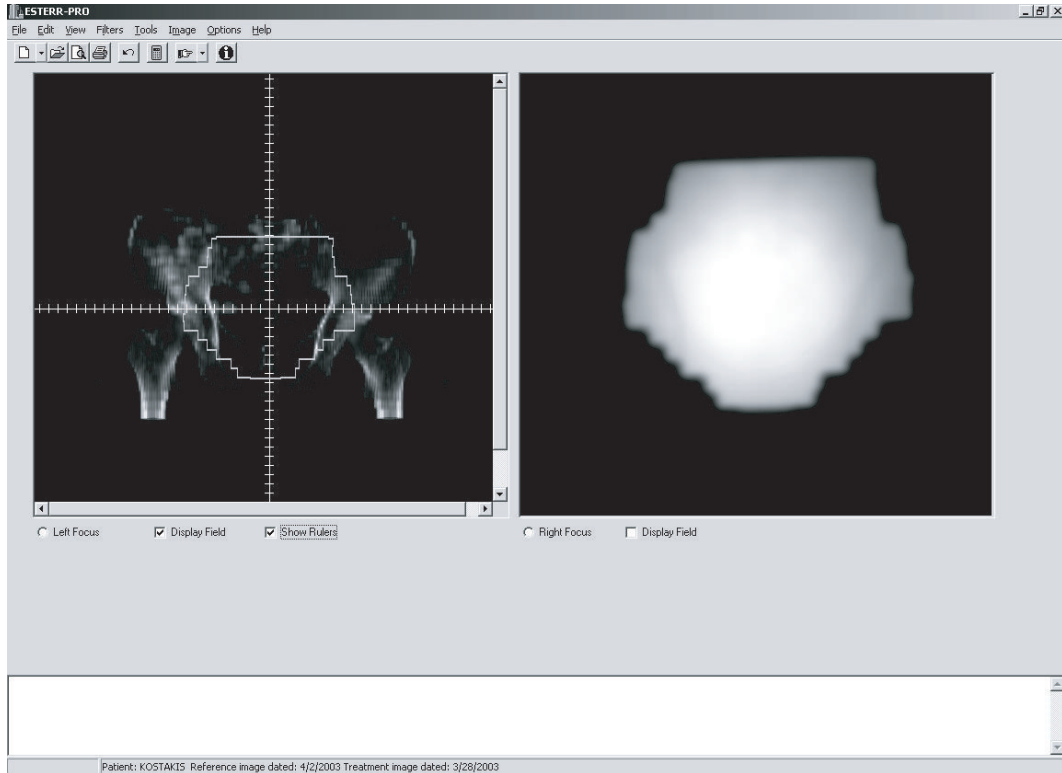 ESTERR-PRO
File Edit View Filters Tools Image Options Help
Left Focus Display Field Show Rulers Right Focus Display Field
Patient: KOSTAKIS Reference image dated: 4/2/2003 Treatment image dated: 3/28/2003